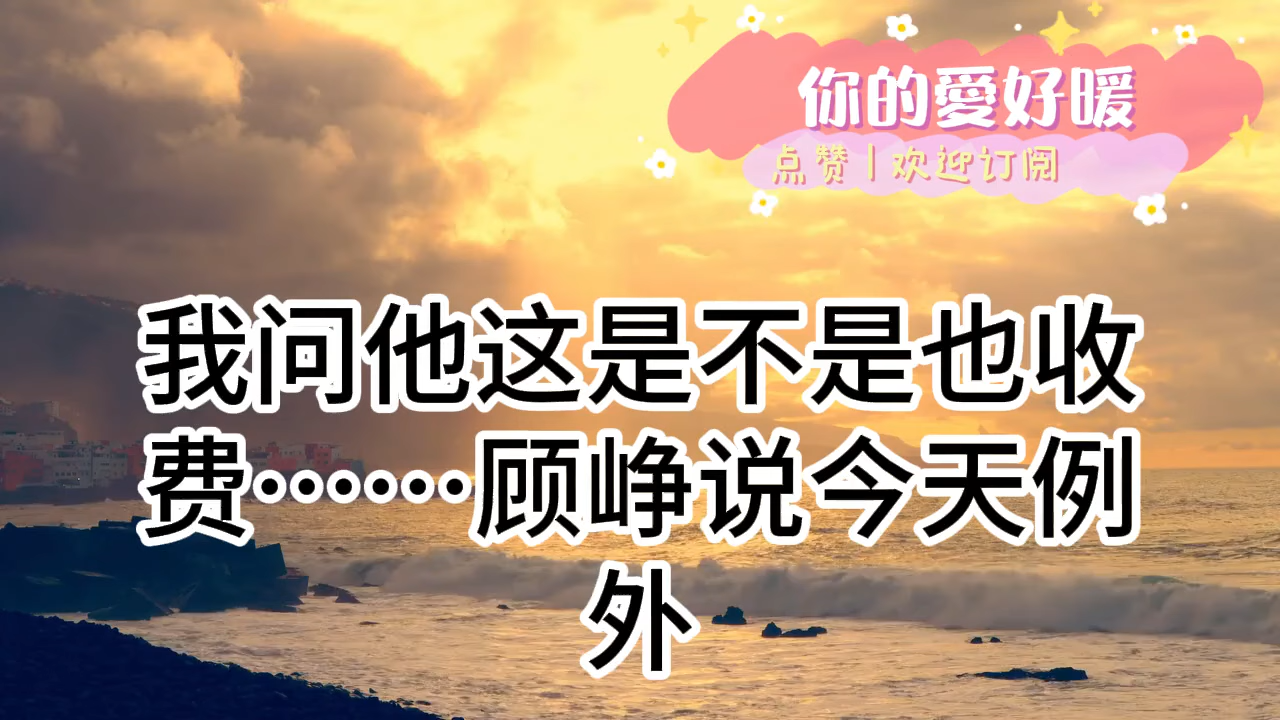 你的愛好暖
点赞 | 欢迎订阅
我问他这是不是也收
费……顾峥说今天例
外